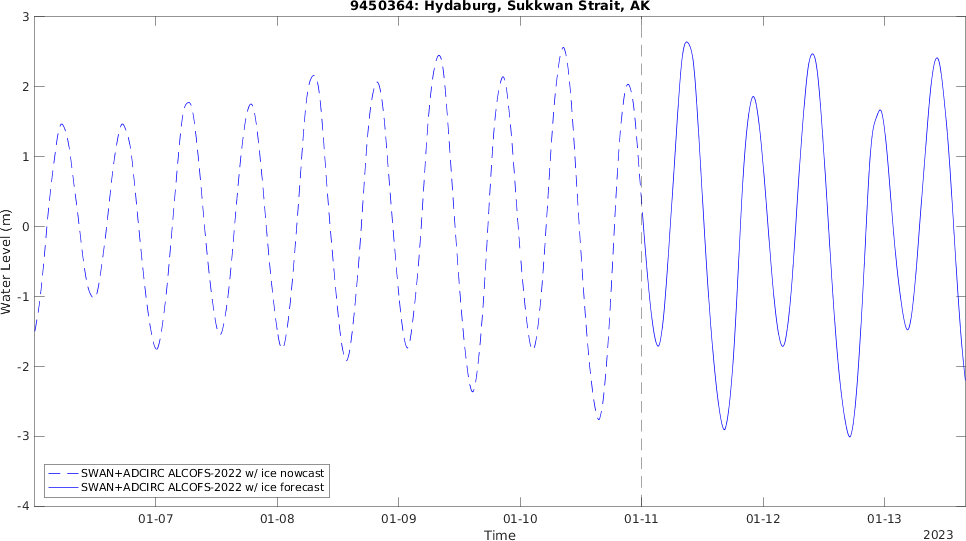 9450364: Hydaburg, Sukkwan Strait, AK
3
2
1
0
-1
-2
-3
-4
Water Level (m)
SWAN+ADCIRC ALCOFS-2022 w/ ice nowcast
SWAN+ADCIRC ALCOFS-2022 w/ ice forecast
01-07 01-08 01-09 01-10 01-11 01-12 01-13
Time
2023